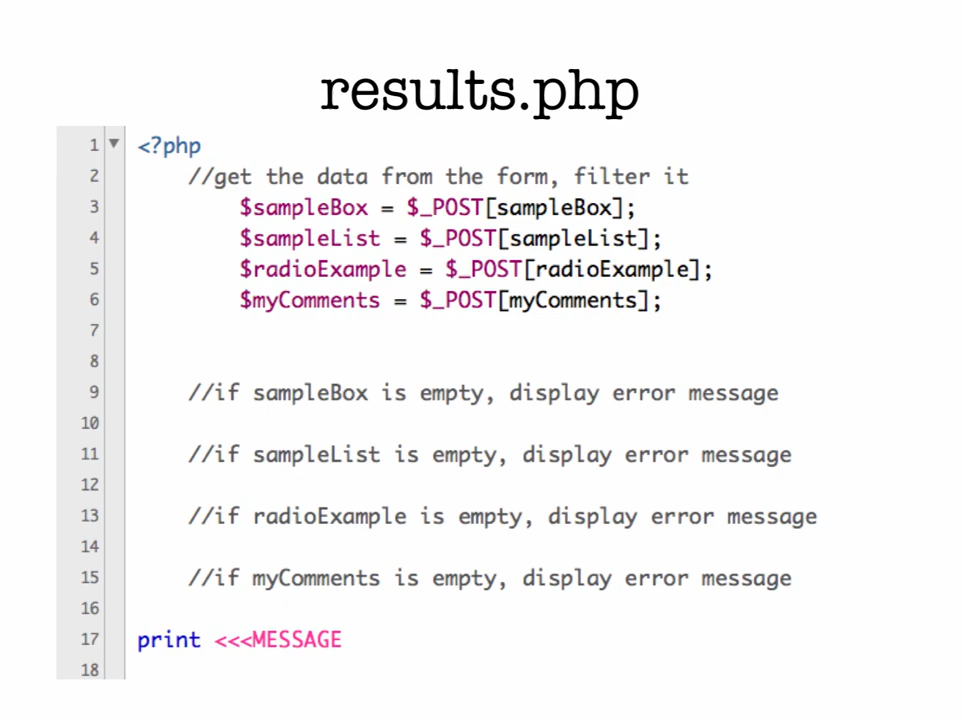 results.php
1 <?php
2 //get the data from the form, filter it
3 $sampleBox = $_POST[sampleBox];
4 $sampleList = $_POST[sampleList];
5 $radioExample = $_POST[radioExample];
6 $myComments = $_POST[myComments];
7
8
9 //if sampleBox is empty, display error message
10
11 //if sampleList is empty, display error message
12
13 //if radioExample is empty, display error message
14
15 //if myComments is empty, display error message
16
17 print <<<MESSAGE
18